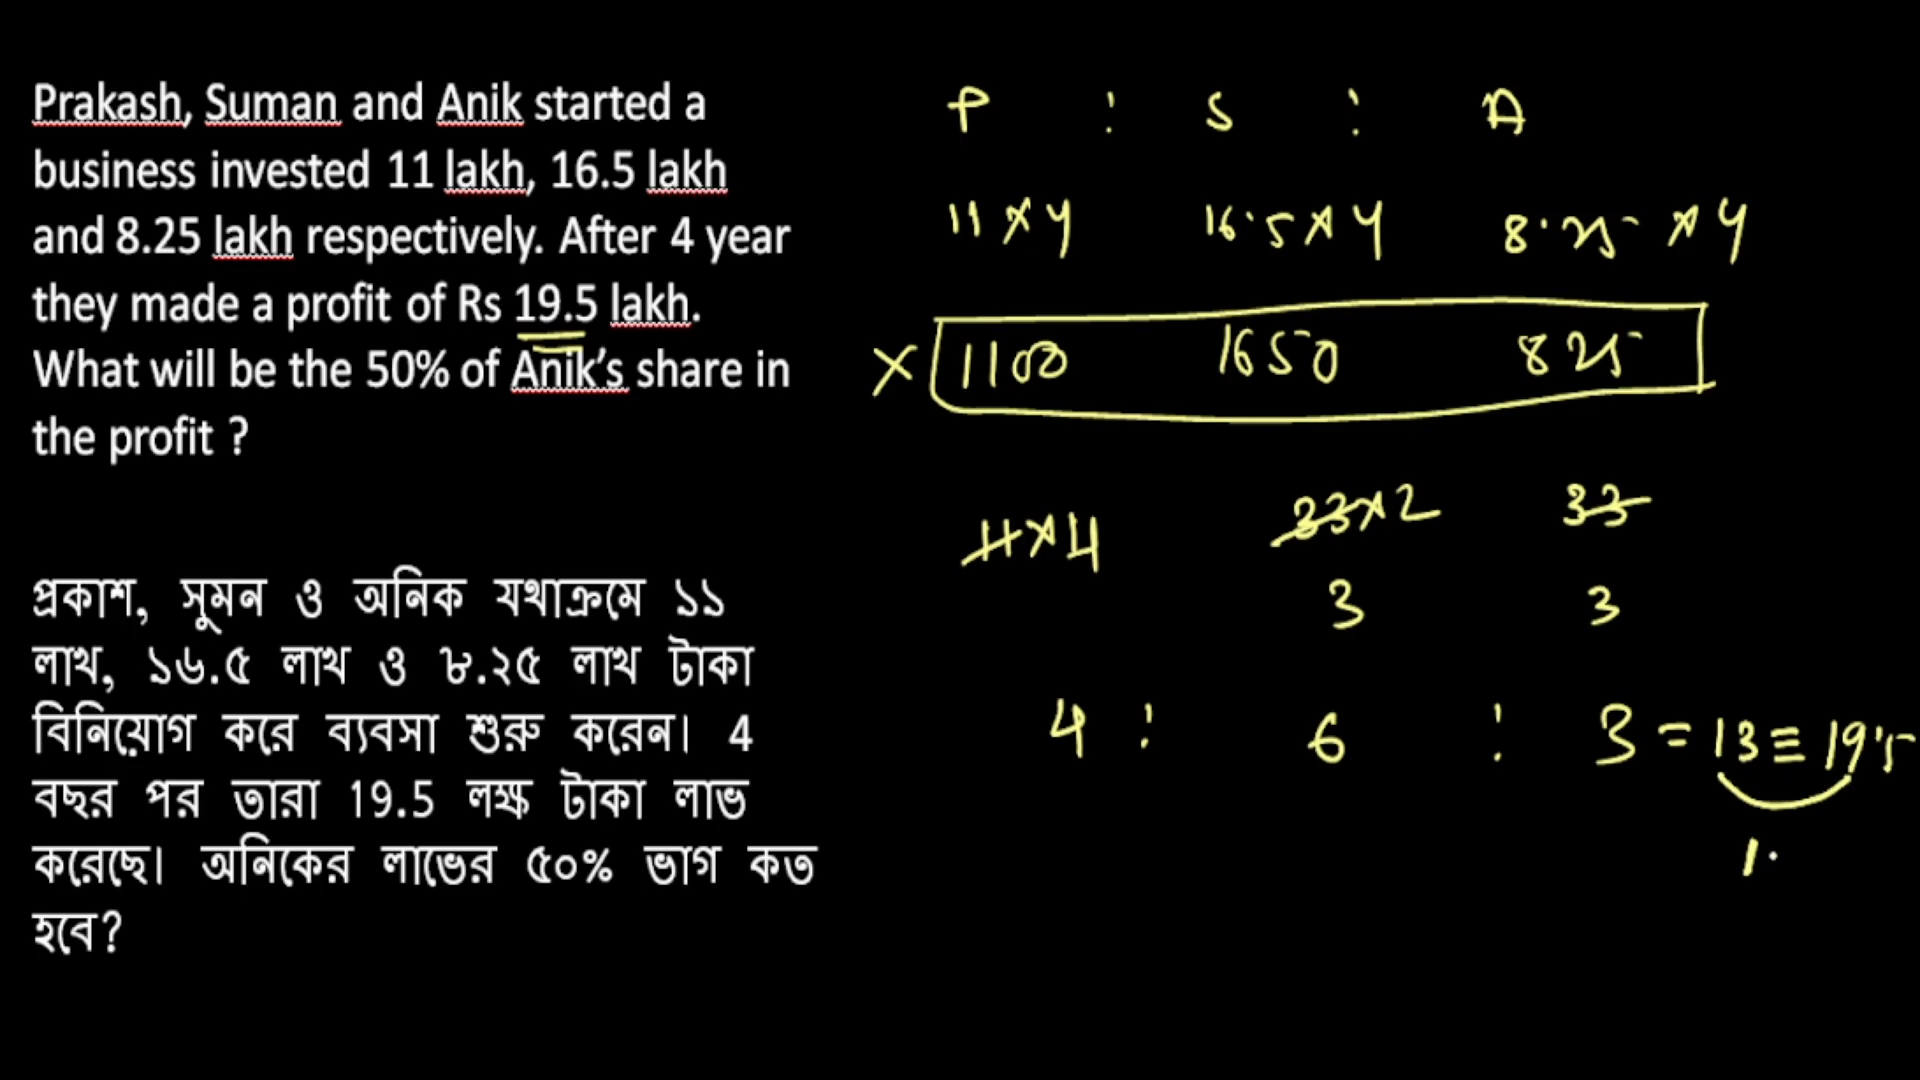 Prakash, Suman and Anik started a
business invested 11 lakh, 16.5 lakh
and 8.25 lakh respectively. After 4 year
they made a profit of Rs 19.5 lakh.
What will be the 50% of Anik’s share in
the profit ?
প্রকাশ, সুমন ও অনিক যথাক্রমে ১১
লাখ, ১৬.৫ লাখ ও ৮.২৫ লাখ টাকা
বিনিয়োগ করে ব্যবসা শুরু করেন। 4
বছর পর তারা 19.5 লক্ষ টাকা লাভ
করেছে। অনিকের লাভের ৫০% ভাগ কত
হবে?
P : S : A
11 × 4 16.5 × 4 8.25 × 4
× 1100 1650 825
11 × 4 33 × 2 33
3 3
4 : 6 : 3 = 13 ≡ 19.5
1.